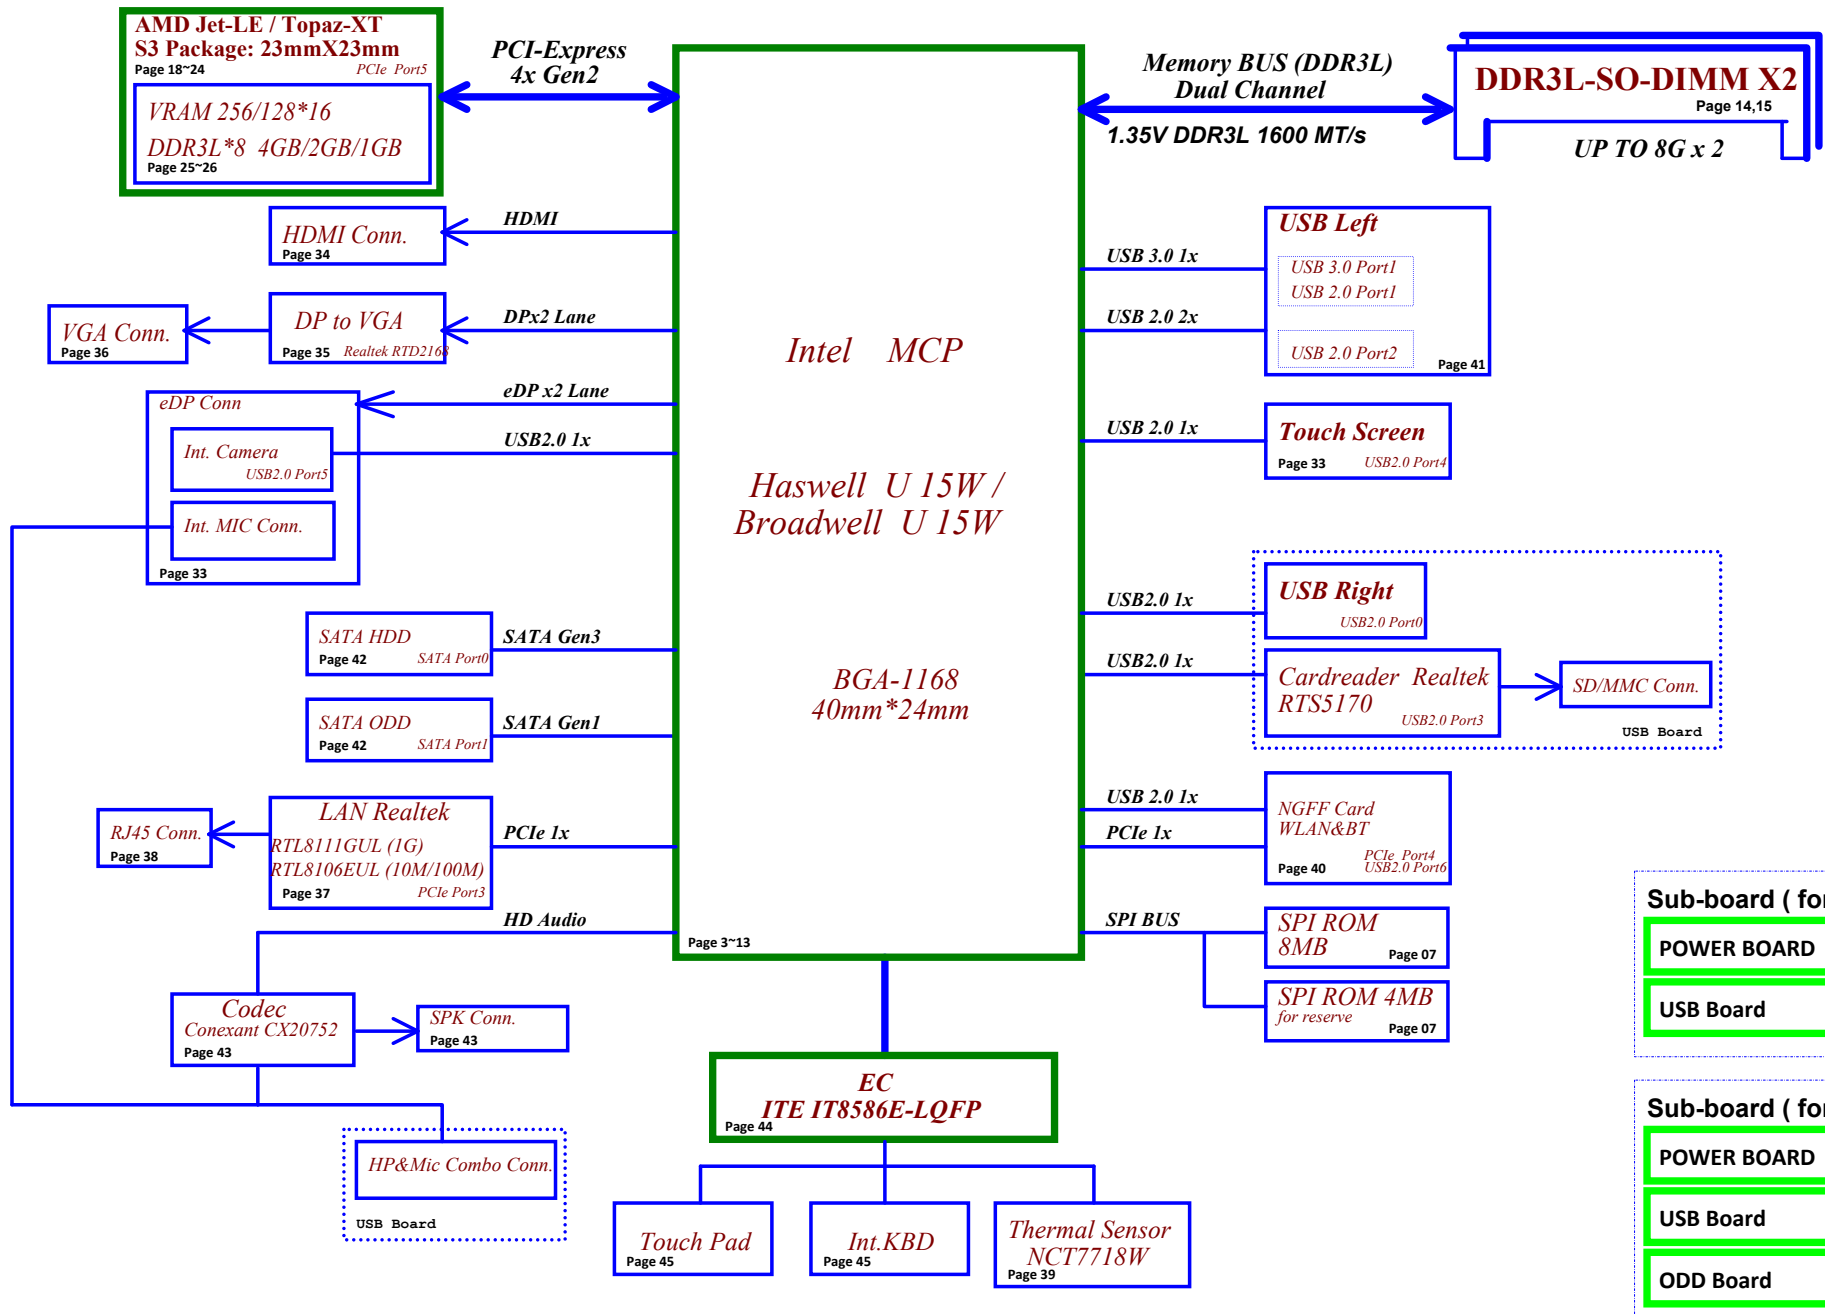 AMD Jet-LE / Topaz-XT
S3 Package: 23mmX23mm
Page 18~24
PCIe Port5
VRAM 256/128*16
DDR3L*8 4GB/2GB/1GB
Page 25~26
PCI-Express
4x Gen2
Memory BUS (DDR3L)
Dual Channel
1.35V DDR3L 1600 MT/s
DDR3L-SO-DIMM X2
Page 14,15
UP TO 8G x 2
HDMI Conn.
Page 34
HDMI
VGA Conn.
Page 36
DP to VGA
Page 35
Realtek RTD2168
DPx2 Lane
eDP Conn
eDP x2 Lane
Int. Camera
USB2.0 Port5
USB2.0 1x
Int. MIC Conn.
Page 33
SATA HDD
Page 42
SATA Port0
SATA Gen3
SATA ODD
Page 42
SATA Port1
SATA Gen1
RJ45 Conn.
Page 38
LAN Realtek
RTL8111GUL (1G)
RTL8106EUL (10M/100M)
Page 37
PCIe Port3
PCIe 1x
HD Audio
Codec
Conexant CX20752
Page 43
SPK Conn.
Page 43
HP&Mic Combo Conn.
USB Board
Intel MCP
Haswell U 15W /
Broadwell U 15W
BGA-1168
40mm*24mm
Page 3~13
EC
ITE IT8586E-LQFP
Page 44
Touch Pad
Page 45
Int.KBD
Page 45
Thermal Sensor
NCT7718W
Page 39
USB 3.0 1x
USB 2.0 2x
USB Left
USB 3.0 Port1
USB 2.0 Port1
USB 2.0 Port2
Page 41
USB 2.0 1x
Touch Screen
Page 33
USB2.0 Port4
USB2.0 1x
USB Right
USB2.0 Port0
USB2.0 1x
Cardreader Realtek
RTS5170
USB2.0 Port3
SD/MMC Conn.
USB Board
USB 2.0 1x
PCIe 1x
NGFF Card
WLAN&BT
Page 40
PCIe Port4
USB2.0 Port6
SPI BUS
SPI ROM
8MB
Page 07
SPI ROM 4MB
for reserve
Page 07
Sub-board ( for
POWER BOARD
USB Board
Sub-board ( for
POWER BOARD
USB Board
ODD Board